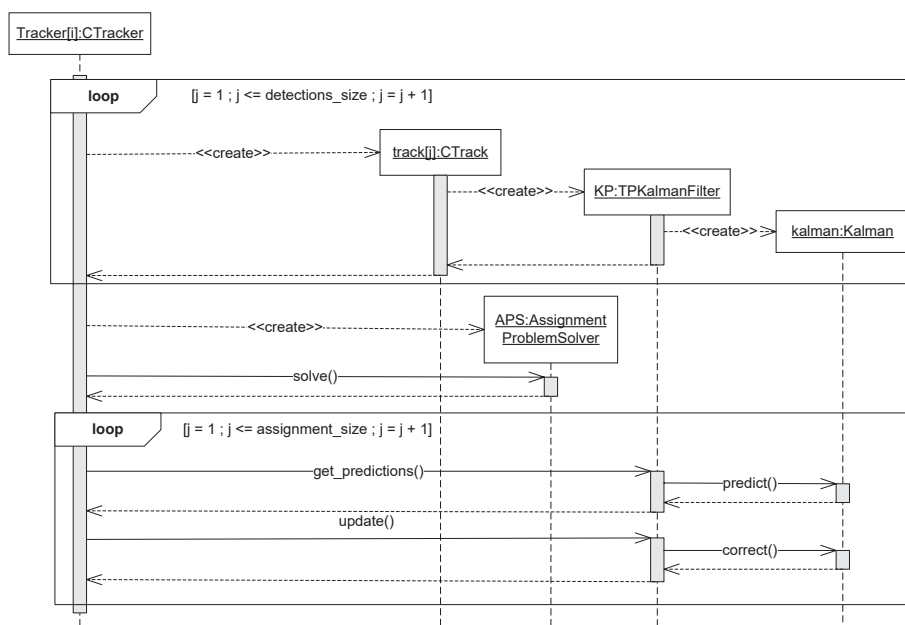 Tracker[i]:CTracker
loop
[j = 1 ; j <= detections_size ; j = j + 1]
<<create>>
track[j]:CTrack
<<create>>
KP:TPKalmanFilter
<<create>>
kalman:Kalman
<<create>>
APS:Assignment
ProblemSolver
solve()
loop
[j = 1 ; j <= assignment_size ; j = j + 1]
get_predictions()
predict()
update()
correct()